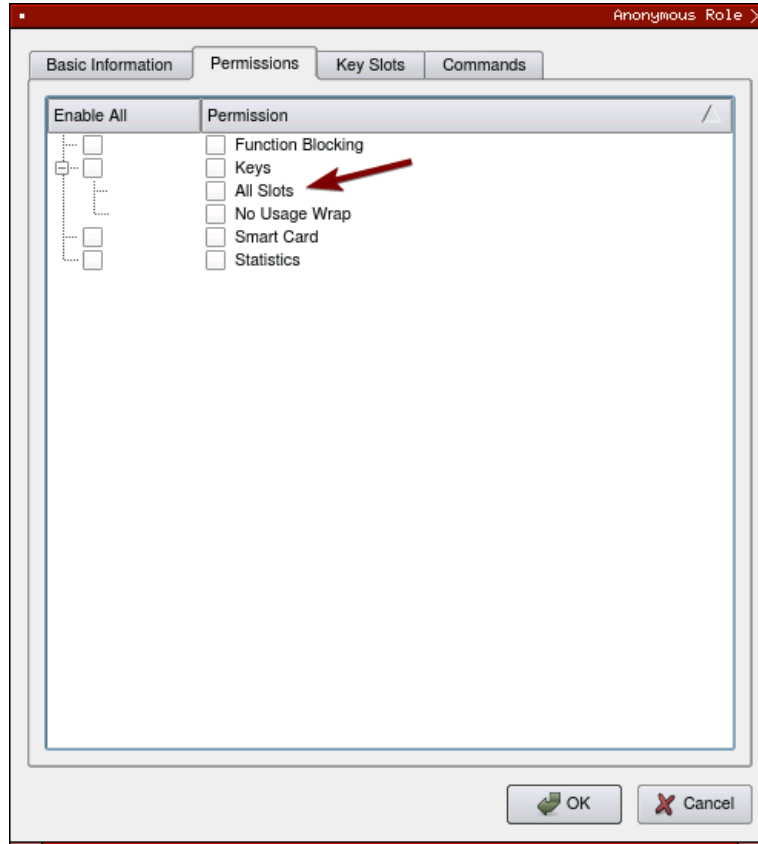 Anonymous Role
Basic Information Permissions Key Slots Commands
Enable All Permission
Function Blocking
Keys
All Slots
No Usage Wrap
Smart Card
Statistics
OK Cancel